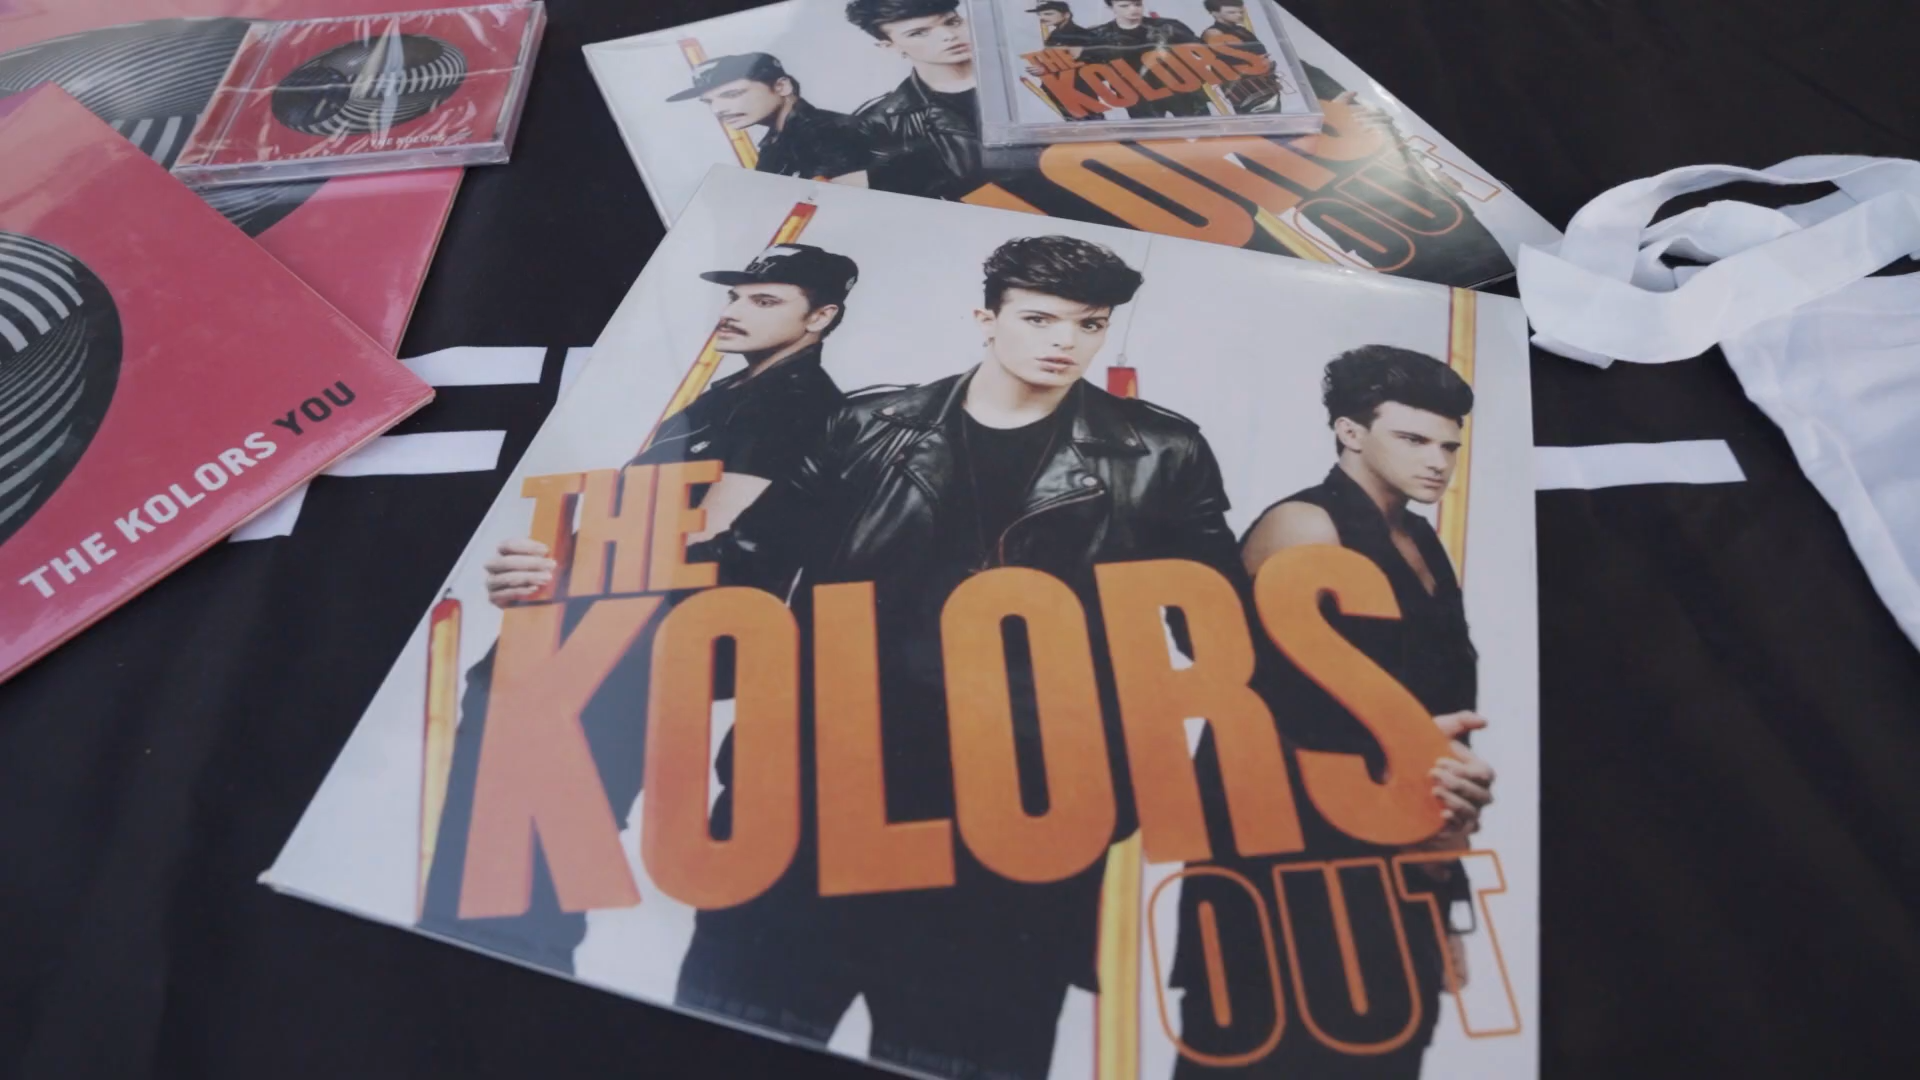 THE KOLORS
THE
KOLORS
OUT
THE KOLORS YOU
THE
KOLORS
OUT